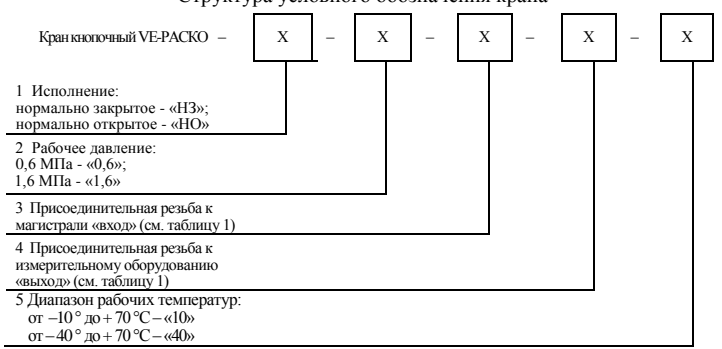 Структура условного обозначения крана
Кран кнопочный VE-РАСКО – X – X – X – X – X
1 Исполнение:
нормально закрытое - «НЗ»;
нормально открытое - «НО»
2 Рабочее давление:
0,6 МПа - «0,6»;
1,6 МПа - «1,6»
3 Присоединительная резьба к
магистрали «вход» (см. таблицу 1)
4 Присоединительная резьба к
измерительному оборудованию
«выход» (см. таблицу 1)
5 Диапазон рабочих температур:
от –10 ° до + 70 °С – «10»
от – 40 ° до + 70 °С – «40»